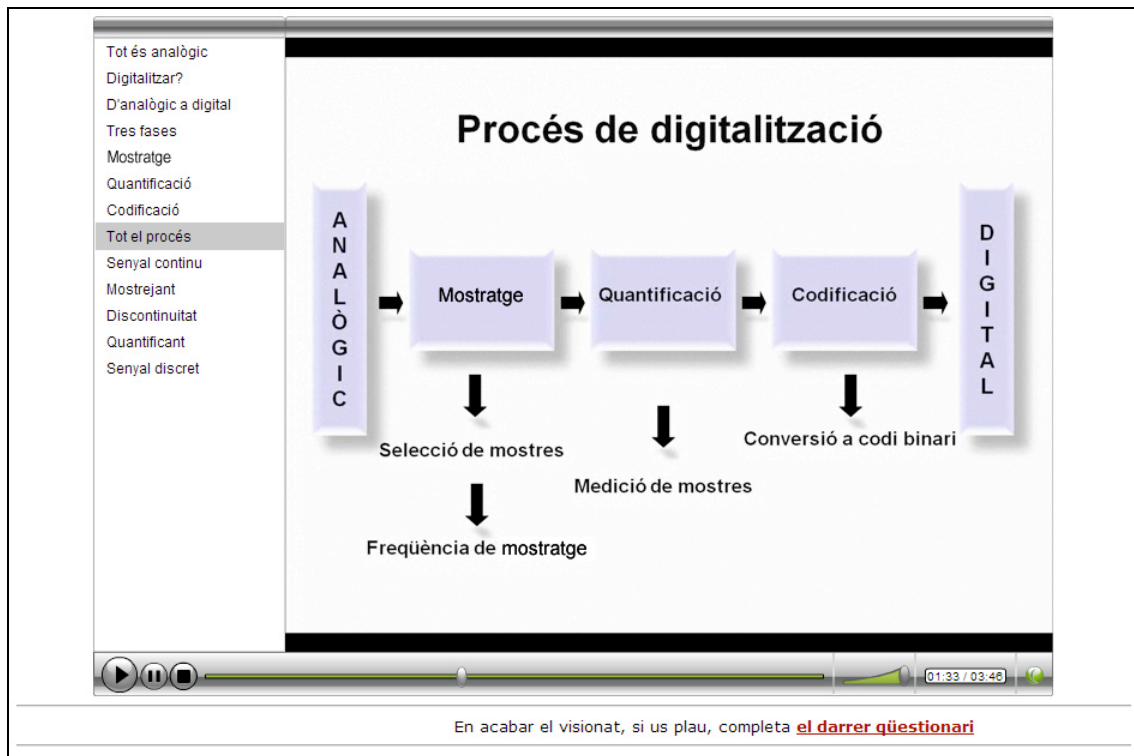 Tot és analògic
Digitalitzar?
D'analògic a digital
Tres fases
Mostratge
Quantificació
Codificació
Tot el procés
Senyal continu
Mostrejant
Discontinuitat
Quantificant
Senyal discret
Procés de digitalització
ANALÒGIC
Mostratge
Quantificació
Codificació
DIGITAL
Selecció de mostres
Medició de mostres
Conversió a codi binari
Freqüència de mostratge
01:33 / 03:46
En acabar el visionat, si us plau, completa el darrer qüestionari